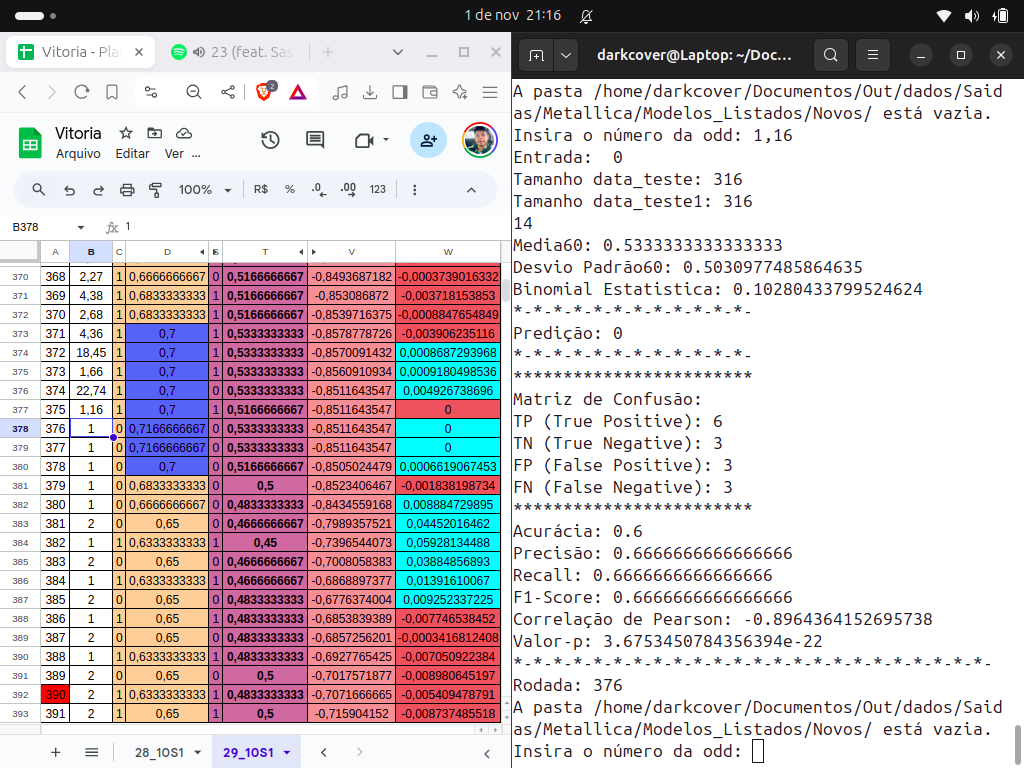 1 de nov 21:16
Vitoria - Pla
23 (feat. Sas
2
Vitoria
Arquivo Editar Ver ...
100% R$ % .0 .00 123
B378 fx 1
A B C D S T V W
370 368 2,27 1 0,6666666667 0 0,5166666667 -0,8493687182 -0,0003739016332
371 369 4,38 1 0,6833333333 1 0,5166666667 -0,853086872 -0,003718153853
372 370 2,68 1 0,6833333333 1 0,5166666667 -0,8539716375 -0,0008847654849
373 371 4,36 1 0,7 1 0,5333333333 -0,8578778726 -0,003906235116
374 372 18,45 1 0,7 0 0,5333333333 -0,8570091432 0,0008687293968
375 373 1,66 1 0,7 1 0,5333333333 -0,8560910934 0,0009180498536
376 374 22,74 1 0,7 0 0,5333333333 -0,8511643547 0,004926738696
377 375 1,16 1 0,7 0 0,5166666667 -0,8511643547 0
378 376 1 0 0,7166666667 0 0,5333333333 -0,8511643547 0
379 377 1 0 0,7166666667 0 0,5333333333 -0,8511643547 0
380 378 1 0 0,7 0 0,5166666667 -0,8505024479 0,0006619067453
381 379 1 0 0,6833333333 0 0,5 -0,8523406467 -0,001838198734
382 380 1 0 0,6666666667 0 0,4833333333 -0,8434559168 0,008884729895
383 381 2 0 0,65 0 0,4666666667 -0,7989357521 0,04452016462
384 382 1 1 0,6333333333 1 0,45 -0,7396544073 0,05928134488
385 383 2 0 0,65 0 0,4666666667 -0,7008058383 0,03884856893
386 384 1 1 0,6333333333 1 0,4666666667 -0,6868897377 0,01391610067
387 385 2 0 0,65 0 0,4833333333 -0,6776374004 0,009252337225
388 386 1 1 0,65 0 0,4833333333 -0,6853839389 -0,007746538452
389 387 2 0 0,65 0 0,4833333333 -0,6857256201 -0,0003416812408
390 388 1 1 0,6333333333 1 0,4833333333 -0,6927765425 -0,007050922384
391 389 2 0 0,65 0 0,5 -0,7017571877 -0,008980645197
392 390 2 1 0,6333333333 1 0,4833333333 -0,7071666665 -0,005409478791
393 391 2 0 0,65 1 0,5 -0,715904152 -0,008737485518
28_10S1 29_10S1
darkcover@Laptop: ~/Doc...
A pasta /home/darkcover/Documentos/Out/dados/Said
as/Metallica/Modelos_Listados/Novos/ está vazia.
Insira o número da odd: 1,16
Entrada:  0
Tamanho data_teste: 316
Tamanho data_teste1: 316
14
Media60: 0.5333333333333333
Desvio Padrão60: 0.5030977485864635
Binomial Estatistica: 0.10280433799524624
*-*-*-*-*-*-*-*-*-*-*-*-
Predição: 0
*-*-*-*-*-*-*-*-*-*-*-*-
************************
Matriz de Confusão:
TP (True Positive): 6
TN (True Negative): 3
FP (False Positive): 3
FN (False Negative): 3
************************
Acurácia: 0.6
Precisão: 0.6666666666666666
Recall: 0.6666666666666666
F1-Score: 0.6666666666666666
Correlação de Pearson: -0.8964364152695738
Valor-p: 3.6753450784356394e-22
*-*-*-*-*-*-*-*-*-*-*-*-*-*-*-*-*-*-*-*-*-*-*-*-
Rodada: 376
A pasta /home/darkcover/Documentos/Out/dados/Said
as/Metallica/Modelos_Listados/Novos/ está vazia.
Insira o número da odd: